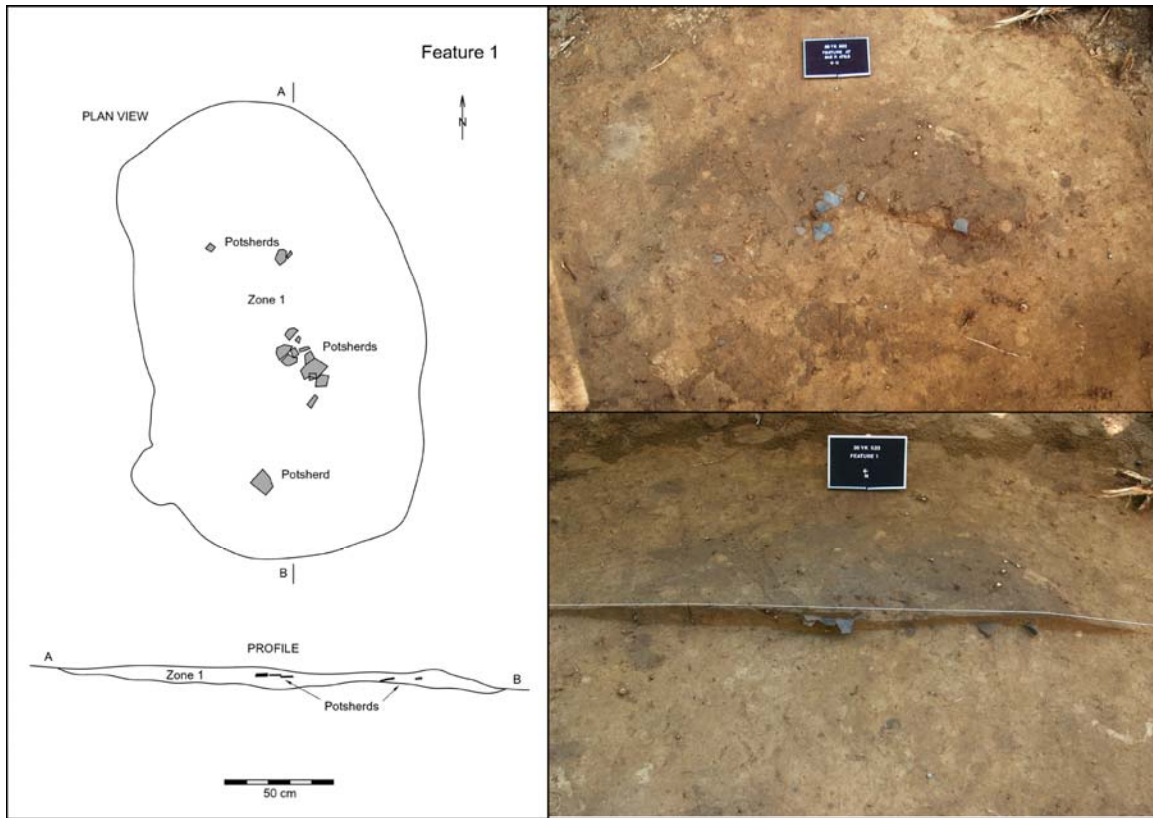 Feature 1
A
N
PLAN VIEW
Potsherds
Zone 1
Potsherds
Potsherd
B
PROFILE
A
Zone 1
B
Potsherds
50 cm
FEATURE 1
N